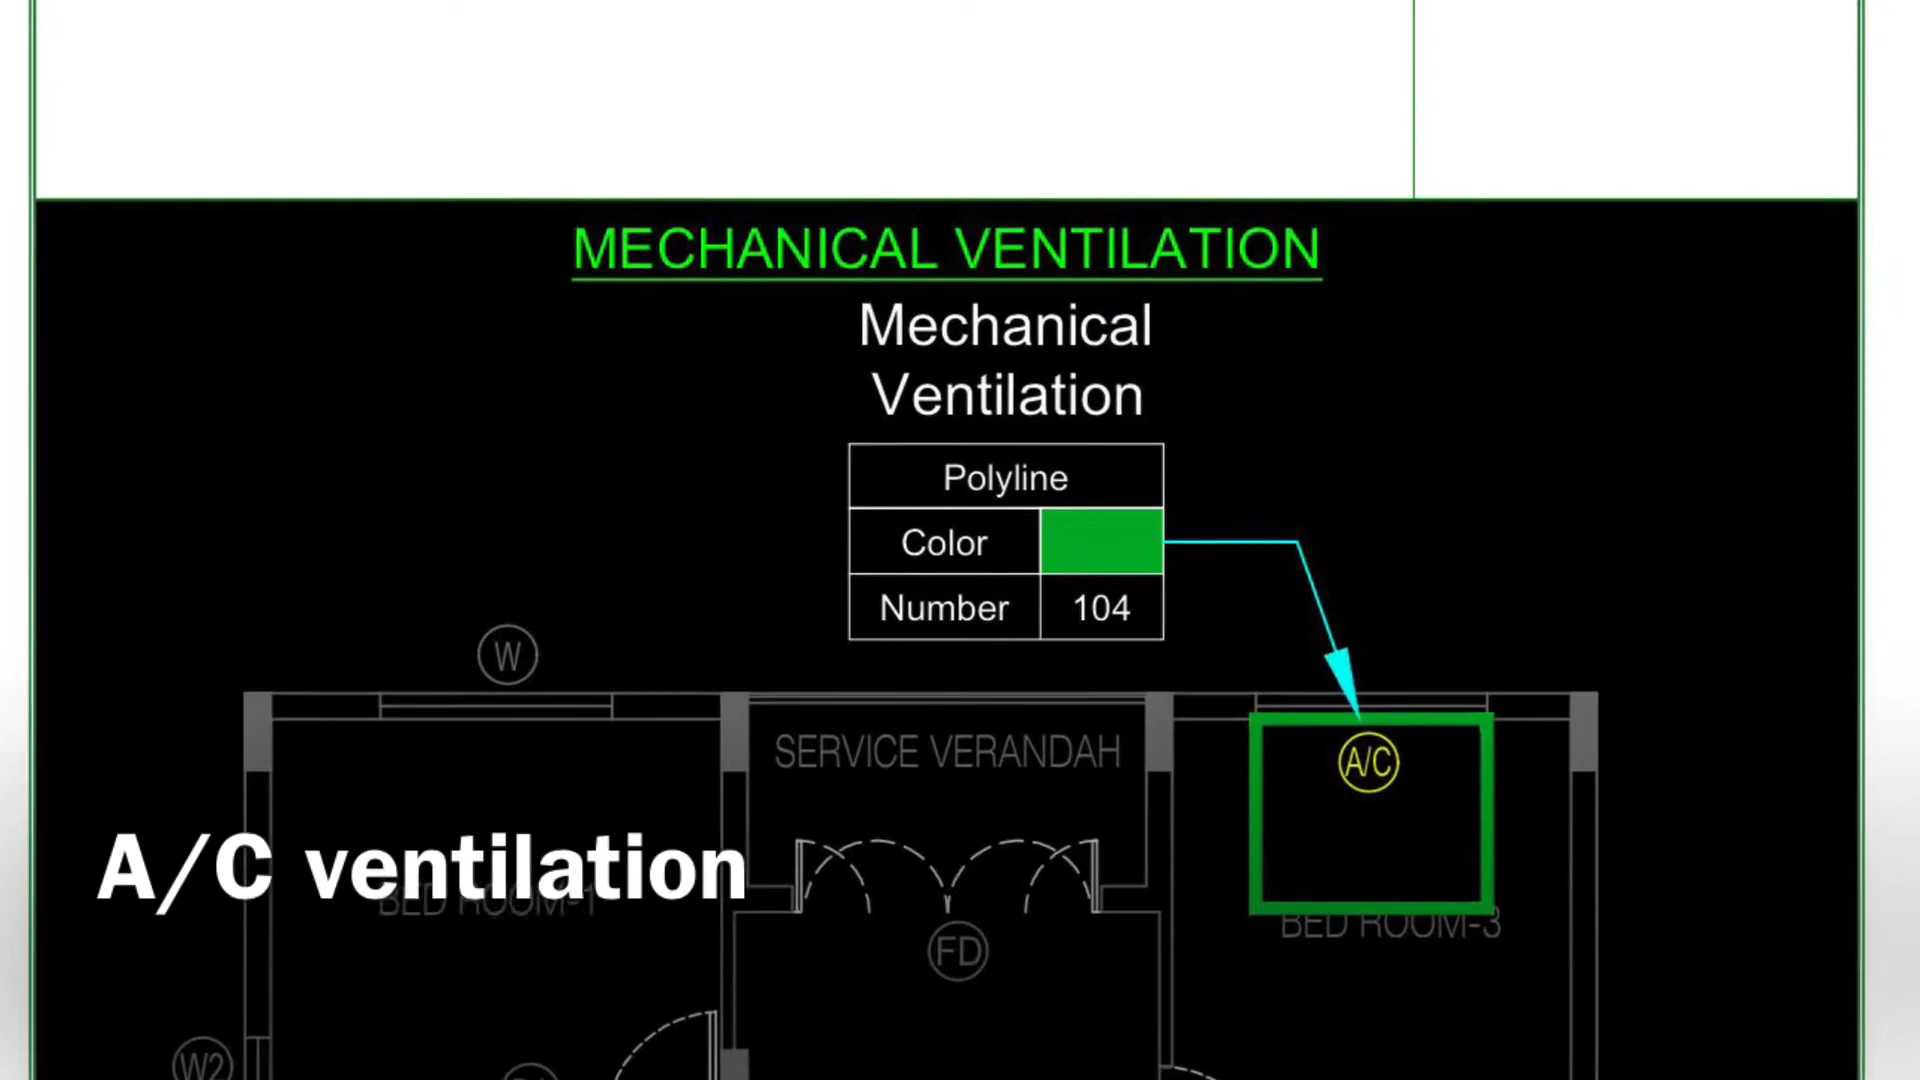 MECHANICAL VENTILATION
Mechanical
Ventilation
Polyline
Color
Number 104
W
SERVICE VERANDAH
A/C
A/C ventilation
BED ROOM-1
BED ROOM-3
FD
W2